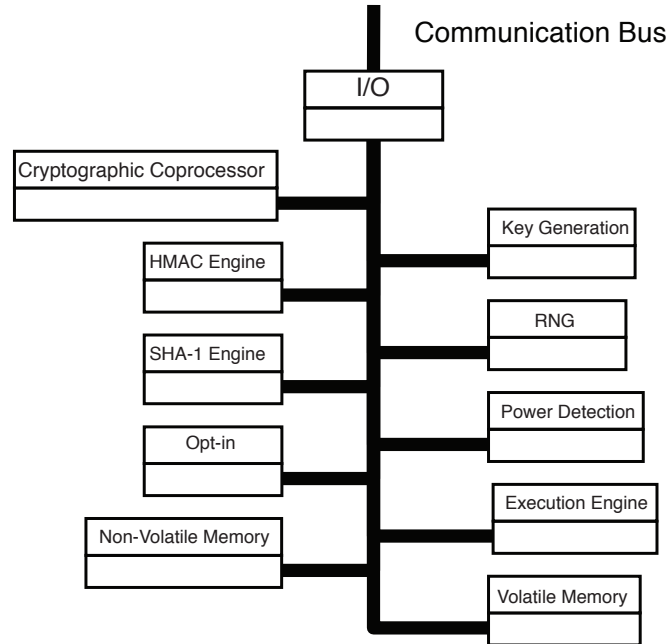 Communication Bus
I/O
Cryptographic Coprocessor
Key Generation
HMAC Engine
RNG
SHA-1 Engine
Power Detection
Opt-in
Execution Engine
Non-Volatile Memory
Volatile Memory